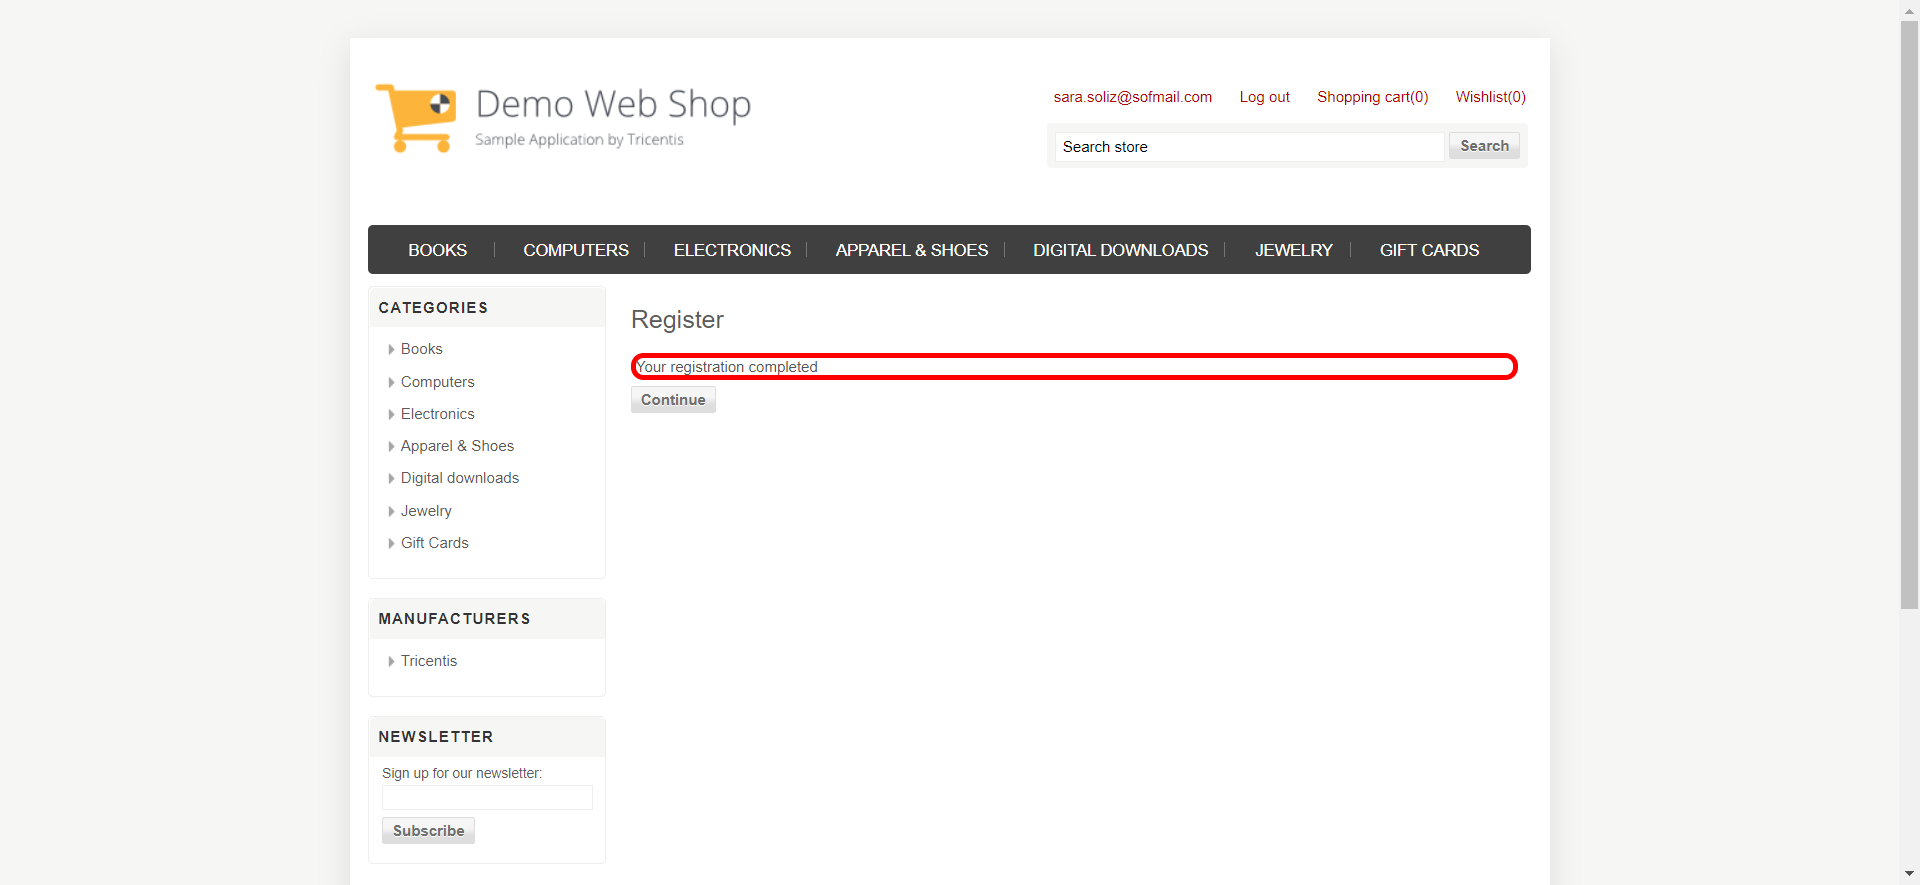 Demo Web Shop
Sample Application by Tricentis
sara.soliz@sofmail.com Log out Shopping cart(0) Wishlist(0)
Search store Search
BOOKS COMPUTERS ELECTRONICS APPAREL & SHOES DIGITAL DOWNLOADS JEWELRY GIFT CARDS
CATEGORIES
Books
Computers
Electronics
Apparel & Shoes
Digital downloads
Jewelry
Gift Cards
MANUFACTURERS
Tricentis
NEWSLETTER
Sign up for our newsletter:
Subscribe
Register
Your registration completed
Continue